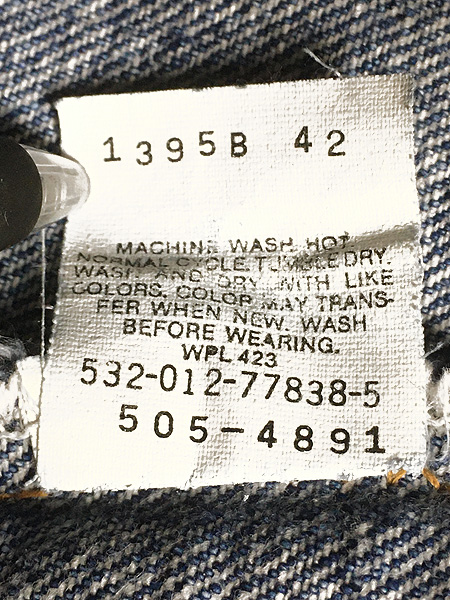 1395B 42
MACHINE WASH HOT.
NORMAL CYCLE. TUMBLE DRY.
WASH AND DRY WITH LIKE
COLORS. COLOR MAY TRANS-
FER WHEN NEW. WASH
BEFORE WEARING.
WPL 423
532-012-77838-5
505-4891